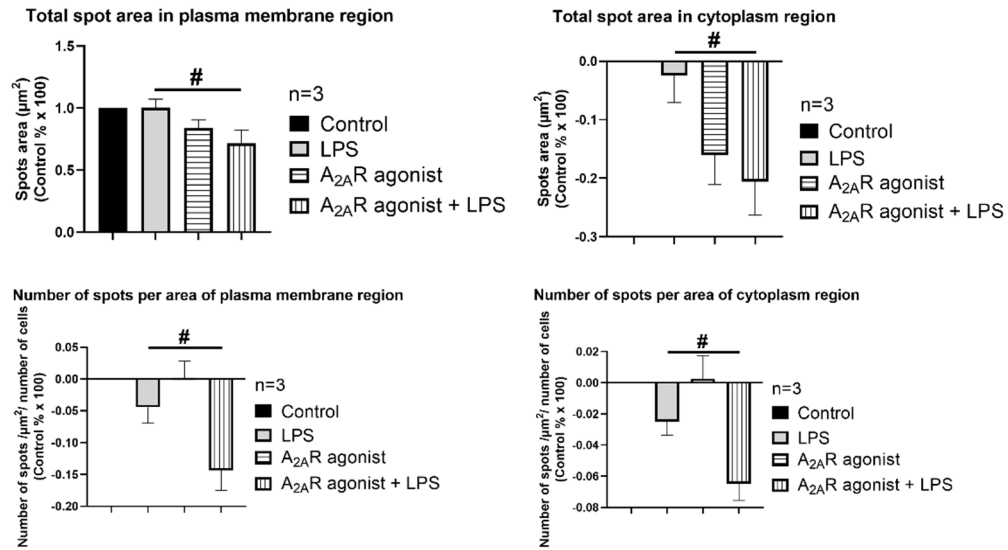 Total spot area in plasma membrane region
Spots area (µm²)
(Control % x 100)
1.5
1.0
0.5
0.0
#
n=3
Control
LPS
A₂ₐR agonist
A₂ₐR agonist + LPS
Total spot area in cytoplasm region
Spots area (µm²)
(Control % x 100)
-0.0
-0.1
-0.2
-0.3
#
n=3
Control
LPS
A₂ₐR agonist
A₂ₐR agonist + LPS
Number of spots per area of plasma membrane region
Number of spots /µm²/ number of cells
(Control % x 100)
0.05
0.00
-0.05
-0.10
-0.15
-0.20
#
n=3
Control
LPS
A₂ₐR agonist
A₂ₐR agonist + LPS
Number of spots per area of cytoplasm region
Number of spots /µm²/ number of cells
(Control % x 100)
0.02
0.00
-0.02
-0.04
-0.06
-0.08
#
n=3
Control
LPS
A₂ₐR agonist
A₂ₐR agonist + LPS